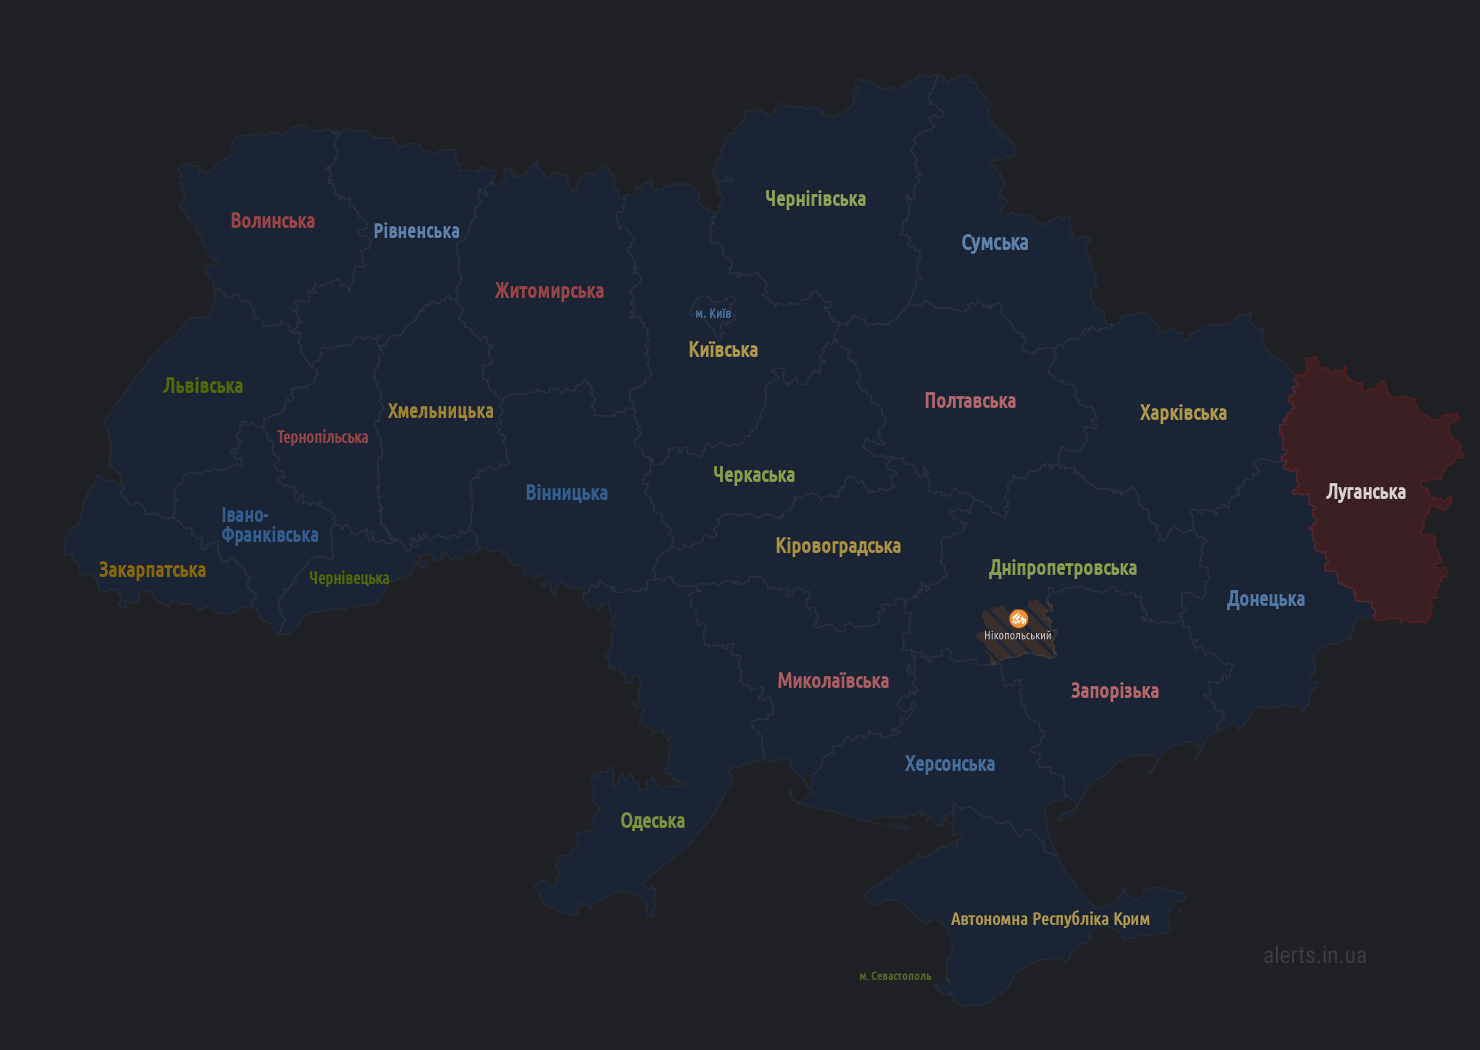 Чернігівська
Волинська
Рівненська
Сумська
Житомирська
м. Київ
Київська
Львівська
Полтавська
Хмельницька
Харківська
Тернопільська
Черкаська
Вінницька
Луганська
Івано-
Франківська
Кіровоградська
Закарпатська
Чернівецька
Дніпропетровська
Донецька
Нікопольський
Миколаївська
Запорізька
Херсонська
Одеська
Автономна Республіка Крим
alerts.in.ua
м. Севастополь